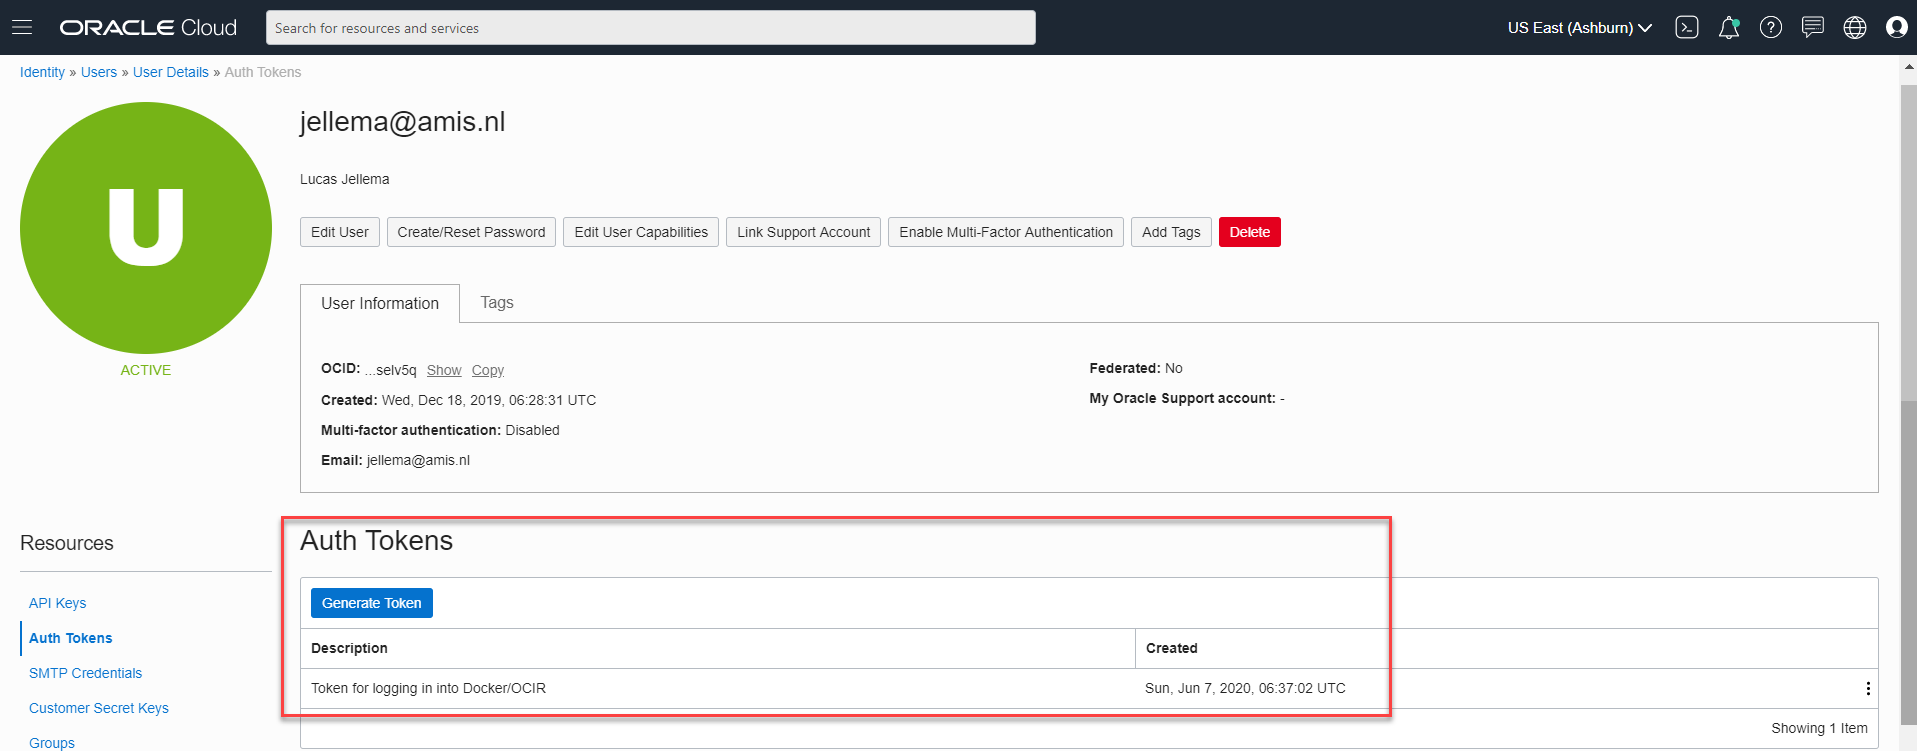 ORACLE Cloud
Search for resources and services
US East (Ashburn)
Identity » Users » User Details » Auth Tokens
U
ACTIVE
jellema@amis.nl
Lucas Jellema
Edit User Create/Reset Password Edit User Capabilities Link Support Account Enable Multi-Factor Authentication Add Tags Delete
User Information Tags
OCID: ...selv5q Show Copy
Created: Wed, Dec 18, 2019, 06:28:31 UTC
Multi-factor authentication: Disabled
Email: jellema@amis.nl
Federated: No
My Oracle Support account: -
Resources
API Keys
Auth Tokens
SMTP Credentials
Customer Secret Keys
Groups
Auth Tokens
Generate Token
Description Created
Token for logging in into Docker/OCIR Sun, Jun 7, 2020, 06:37:02 UTC
Showing 1 Item